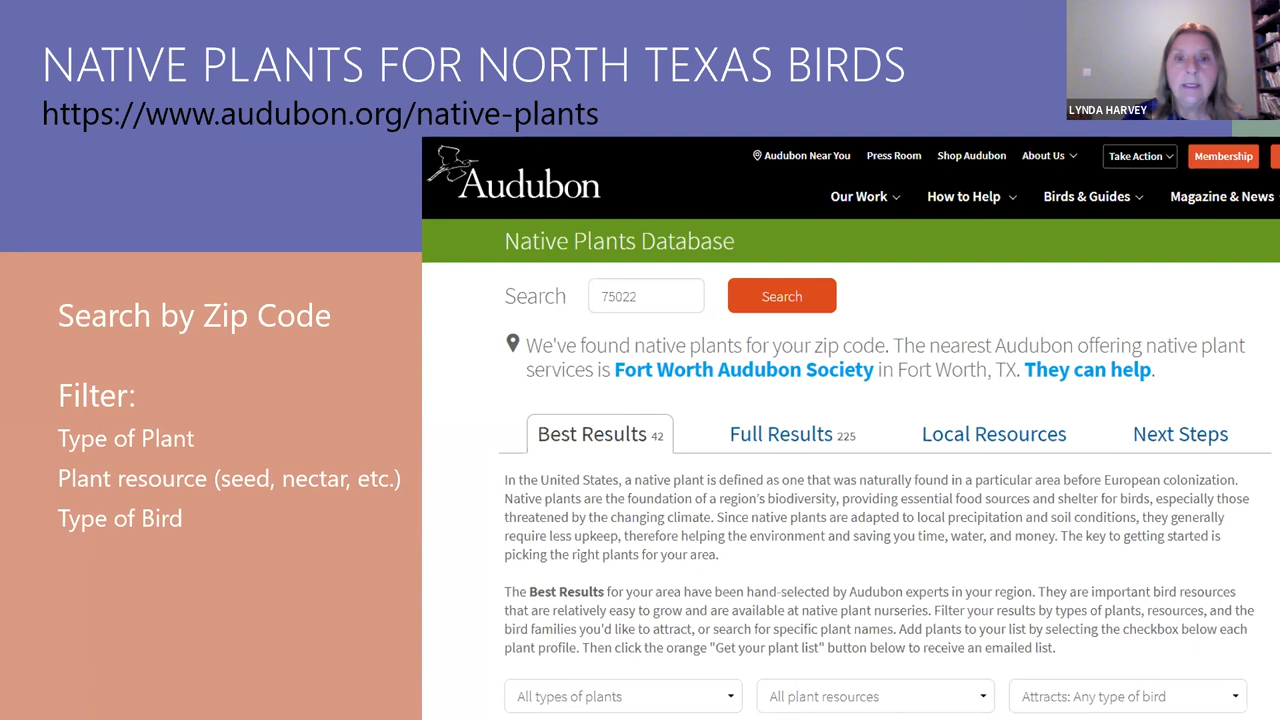 NATIVE PLANTS FOR NORTH TEXAS BIRDS
https://www.audubon.org/native-plants
LYNDA HARVEY
Audubon
Audubon Near You Press Room Shop Audubon About Us Take Action Membership
Our Work How to Help Birds & Guides Magazine & News
Native Plants Database
Search by Zip Code
Filter:
Type of Plant
Plant resource (seed, nectar, etc.)
Type of Bird
Search 75022 Search
We've found native plants for your zip code. The nearest Audubon offering native plant
services is Fort Worth Audubon Society in Fort Worth, TX. They can help.
Best Results 42 Full Results 225 Local Resources Next Steps
In the United States, a native plant is defined as one that was naturally found in a particular area before European colonization.
Native plants are the foundation of a region's biodiversity, providing essential food sources and shelter for birds, especially those
threatened by the changing climate. Since native plants are adapted to local precipitation and soil conditions, they generally
require less upkeep, therefore helping the environment and saving you time, water, and money. The key to getting started is
picking the right plants for your area.
The Best Results for your area have been hand-selected by Audubon experts in your region. They are important bird resources
that are relatively easy to grow and are available at native plant nurseries. Filter your results by types of plants, resources, and the
bird families you'd like to attract, or search for specific plant names. Add plants to your list by selecting the checkbox below each
plant profile. Then click the orange "Get your plant list" button below to receive an emailed list.
All types of plants All plant resources Attracts: Any type of bird